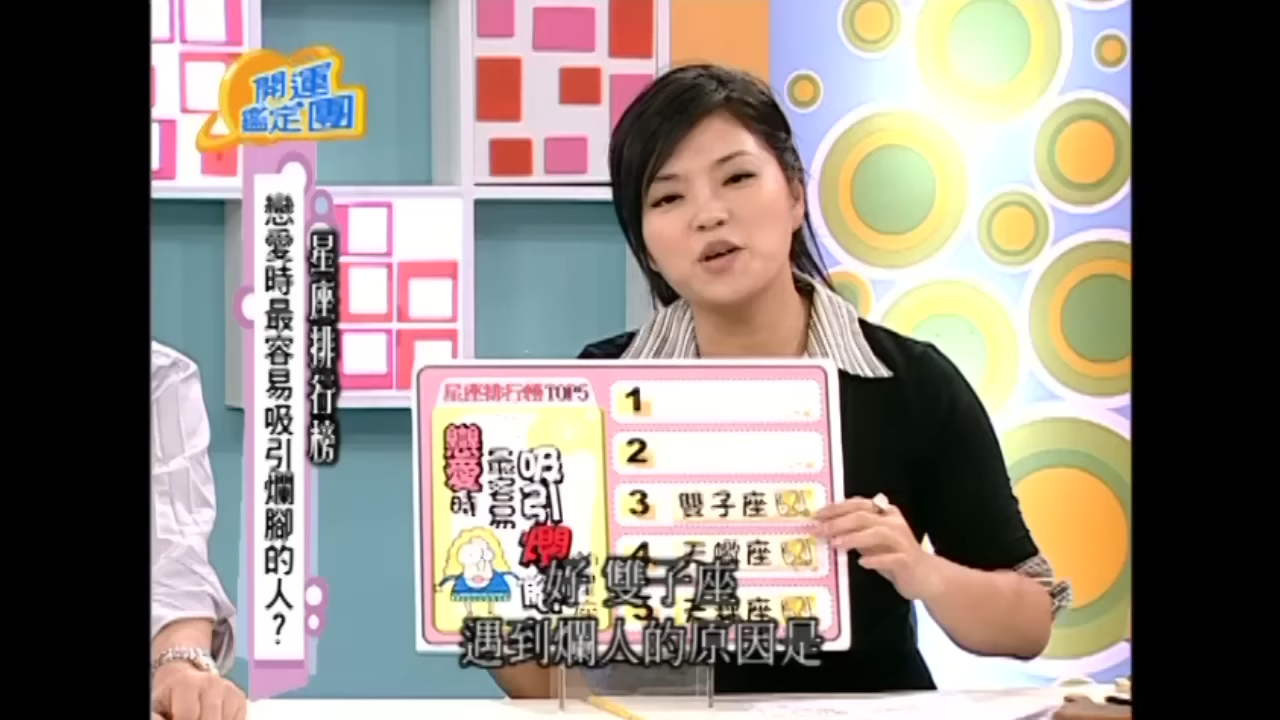 開運
鑑定團
星座排行榜
戀愛時最容易吸引爛腳的人?
星座排行榜TOP5
戀愛時
最容易
吸引爛
1
2
3 雙子座
4 天蠍座
好 雙子座
遇到爛人的原因是